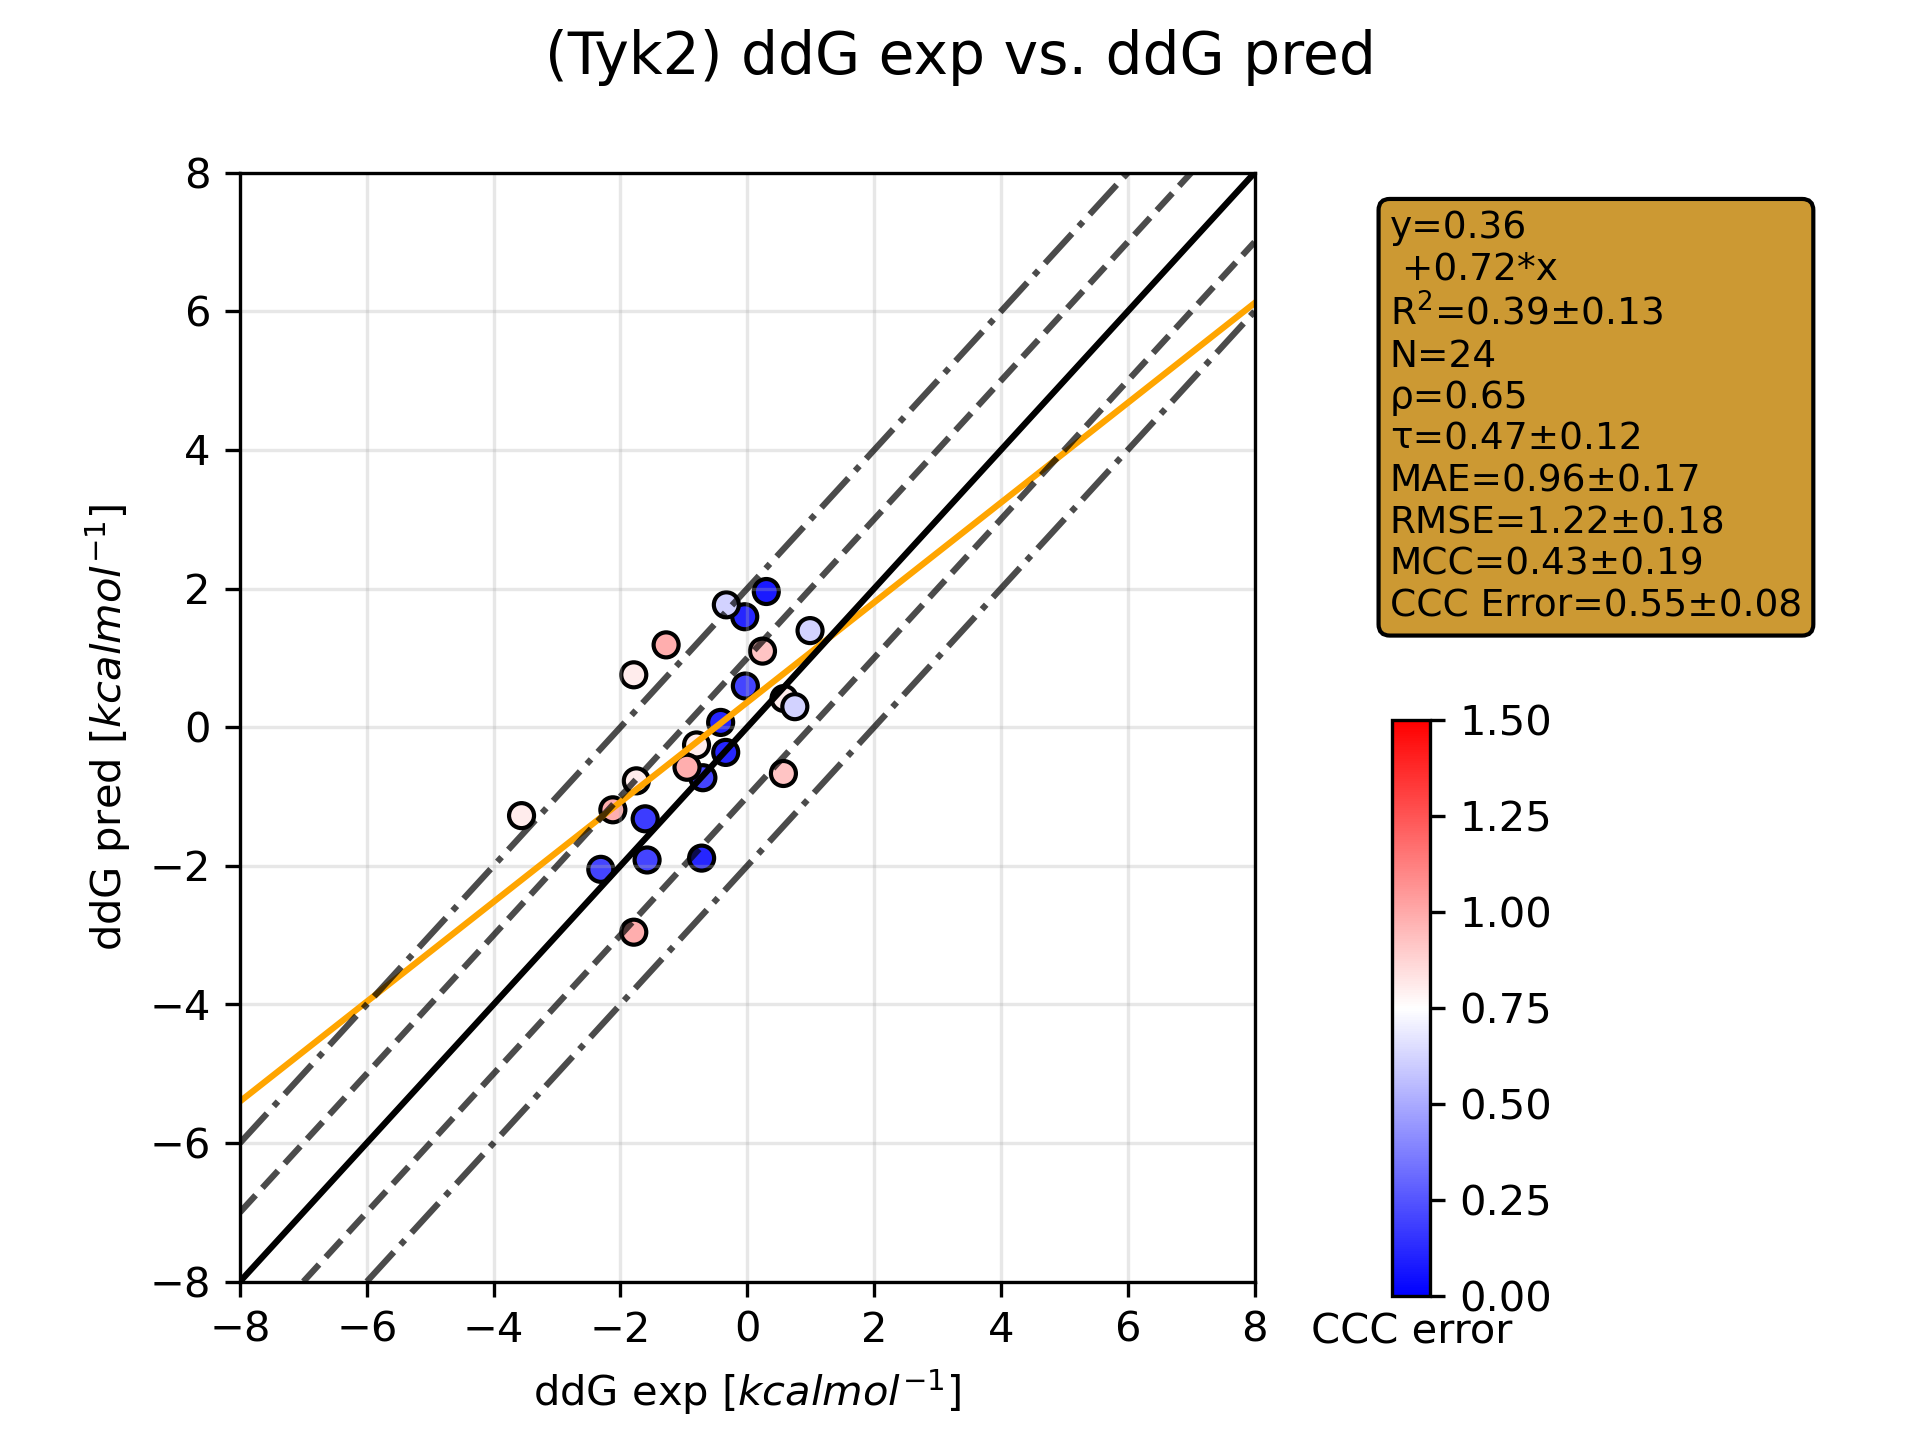 (Tyk2) ddG exp vs. ddG pred
8
6
4
2
0
−2
−4
−6
−8
ddG pred [kcalmol⁻¹]
−8 −6 −4 −2 0 2 4 6 8
ddG exp [kcalmol⁻¹]
y=0.36
+0.72*x
R²=0.39±0.13
N=24
ρ=0.65
τ=0.47±0.12
MAE=0.96±0.17
RMSE=1.22±0.18
MCC=0.43±0.19
CCC Error=0.55±0.08
1.50
1.25
1.00
0.75
0.50
0.25
0.00
CCC error